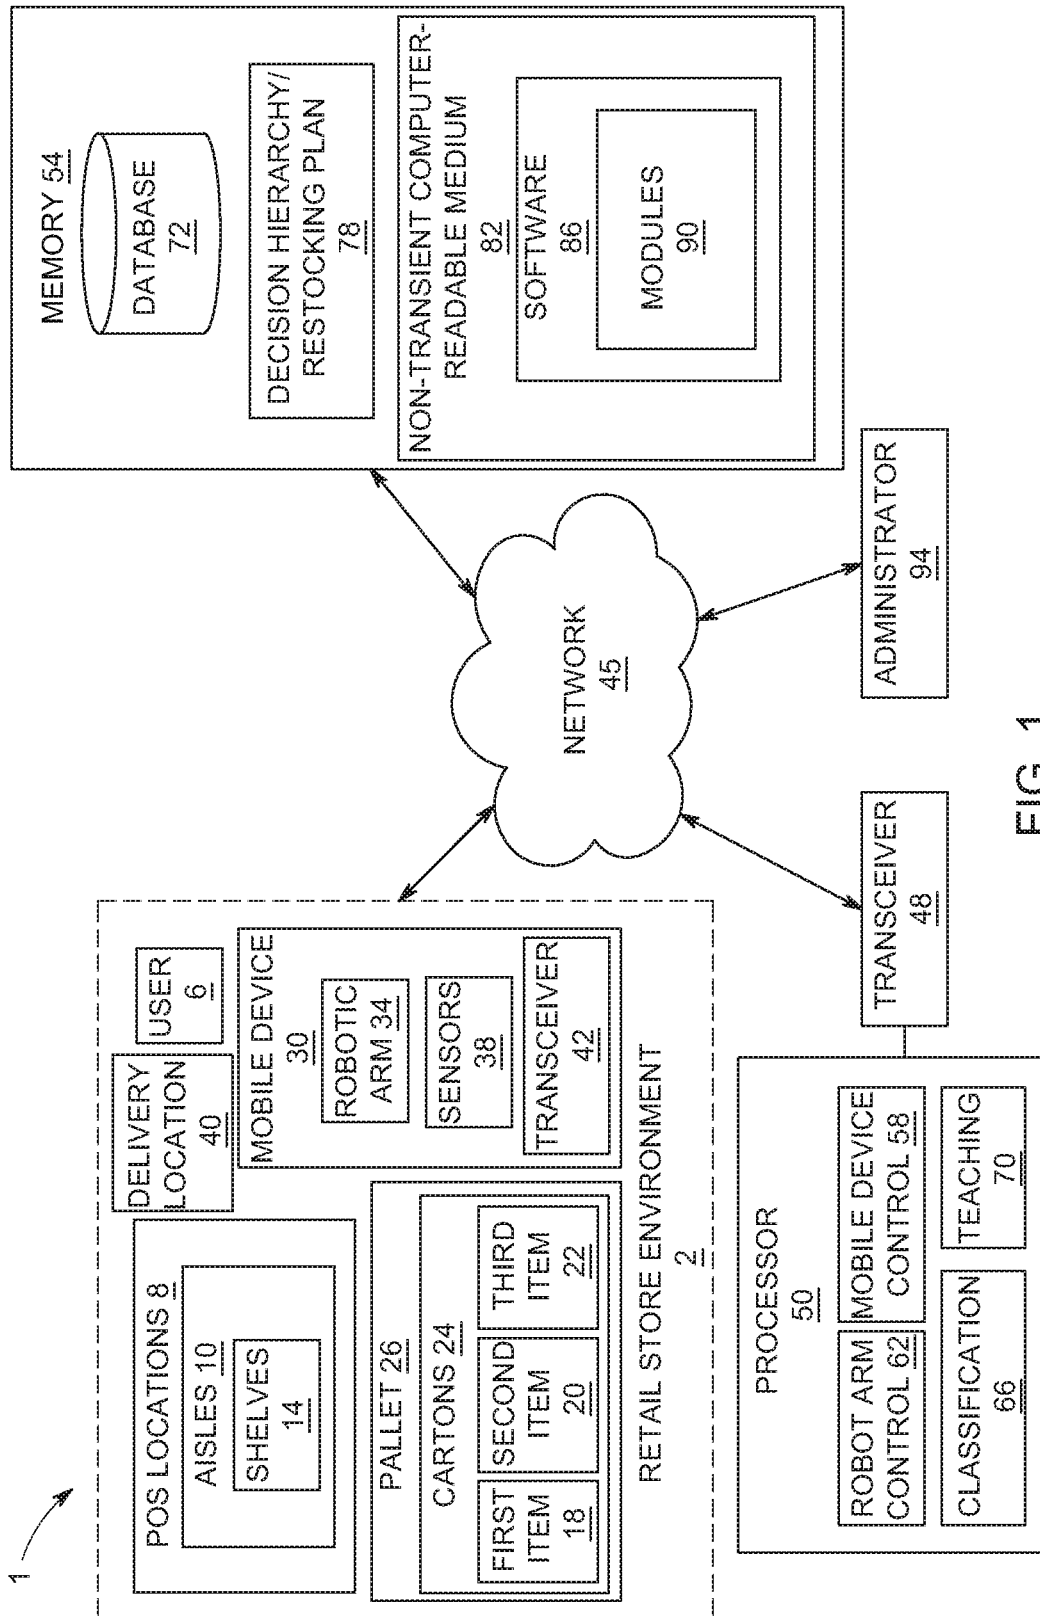 1
POS LOCATIONS 8
AISLES 10
SHELVES
14
DELIVERY
LOCATION
40
USER
6
PALLET 26
CARTONS 24
FIRST
ITEM
18
SECOND
ITEM
20
THIRD
ITEM
22
MOBILE DEVICE
30
ROBOTIC
ARM 34
SENSORS
38
TRANSCEIVER
42
RETAIL STORE ENVIRONMENT
2
NETWORK
45
MEMORY 54
DATABASE
72
DECISION HIERARCHY/
RESTOCKING PLAN
78
NON-TRANSIENT COMPUTER-
READABLE MEDIUM
82
SOFTWARE
86
MODULES
90
PROCESSOR
50
ROBOT ARM
CONTROL 62
MOBILE DEVICE
CONTROL 58
CLASSIFICATION
66
TEACHING
70
TRANSCEIVER
48
ADMINISTRATOR
94
FIG. 1